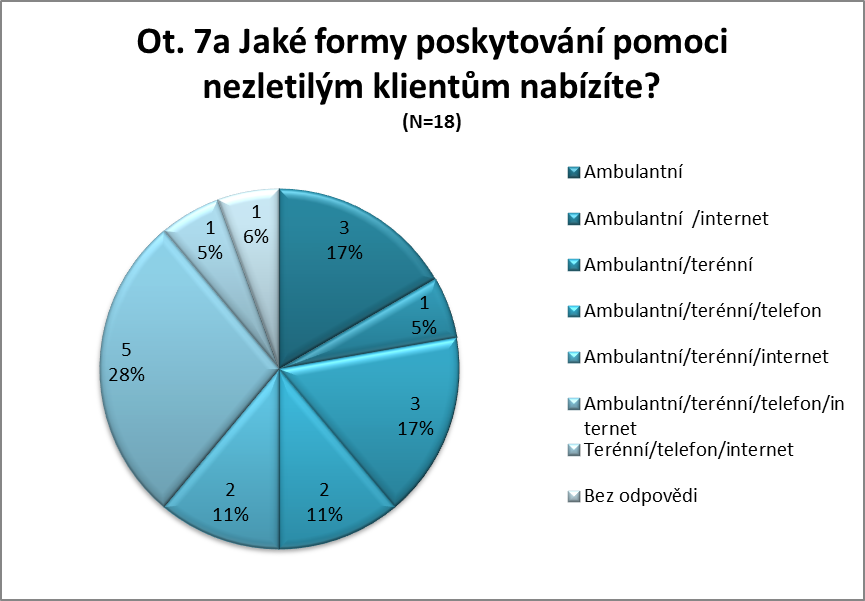 Ot. 7a Jaké formy poskytování pomoci
nezletilým klientům nabízíte?
(N=18)
3
17%
1
5%
3
17%
2
11%
2
11%
5
28%
1
5%
1
6%
Ambulantní
Ambulantní  /internet
Ambulantní/terénní
Ambulantní/terénní/telefon
Ambulantní/terénní/internet
Ambulantní/terénní/telefon/in
ternet
Terénní/telefon/internet
Bez odpovědi